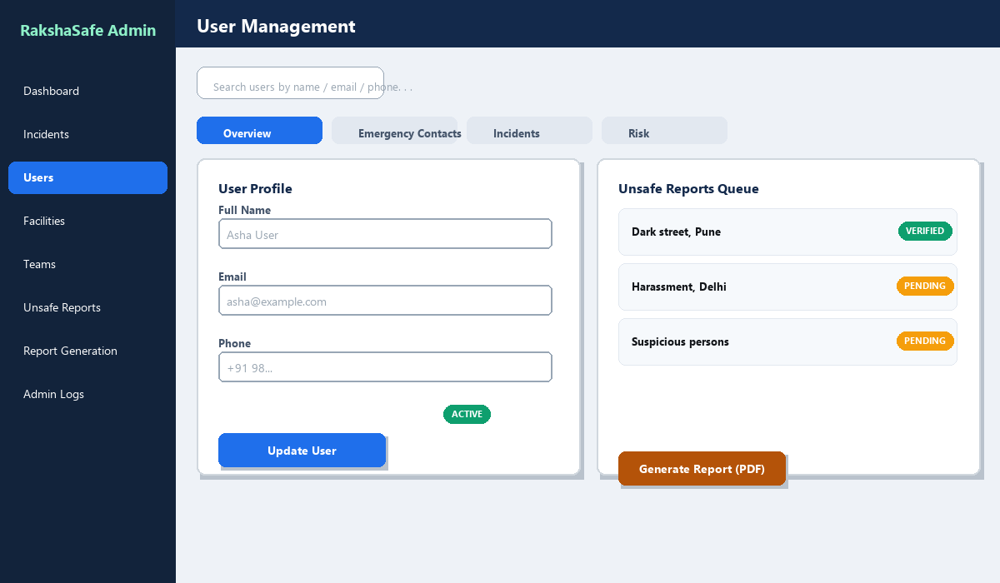 RakshaSafe Admin
Dashboard
Incidents
Users
Facilities
Teams
Unsafe Reports
Report Generation
Admin Logs
User Management
Search users by name / email / phone. . .
Overview
Emergency Contacts
Incidents
Risk
User Profile
Full Name
Asha User
Email
asha@example.com
Phone
+91 98...
ACTIVE
Update User
Unsafe Reports Queue
Dark street, Pune
VERIFIED
Harassment, Delhi
PENDING
Suspicious persons
PENDING
Generate Report (PDF)